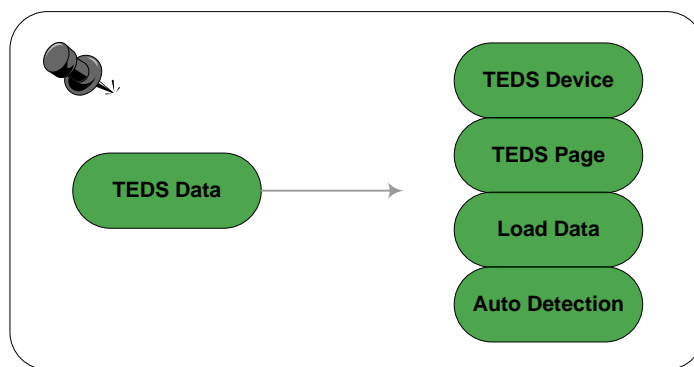 TEDS Data
TEDS Device
TEDS Page
Load Data
Auto Detection